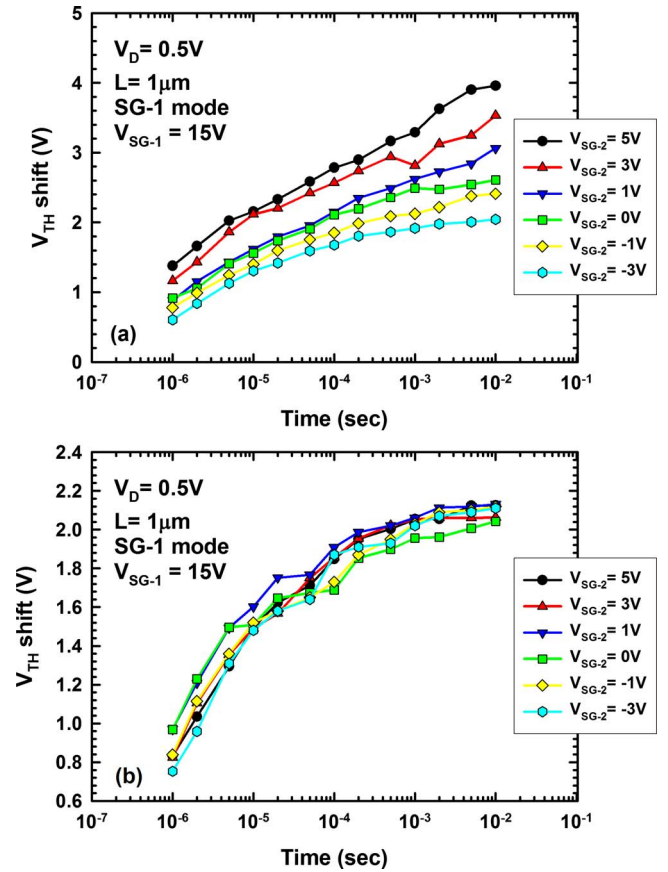 5
4
3
2
1
0
V_TH shift (V)
V_D = 0.5V
L= 1μm
SG-1 mode
V_SG-1 = 15V
(a)
V_SG-2 = 5V
V_SG-2 = 3V
V_SG-2 = 1V
V_SG-2 = 0V
V_SG-2 = -1V
V_SG-2 = -3V
10^-7 10^-6 10^-5 10^-4 10^-3 10^-2 10^-1
Time (sec)
2.4
2.2
2.0
1.8
1.6
1.4
1.2
1.0
0.8
0.6
V_TH shift (V)
V_D= 0.5V
L= 1μm
SG-1 mode
V_SG-1 = 15V
(b)
V_SG-2= 5V
V_SG-2= 3V
V_SG-2= 1V
V_SG-2= 0V
V_SG-2= -1V
V_SG-2= -3V
10^-7 10^-6 10^-5 10^-4 10^-3 10^-2 10^-1
Time (sec)